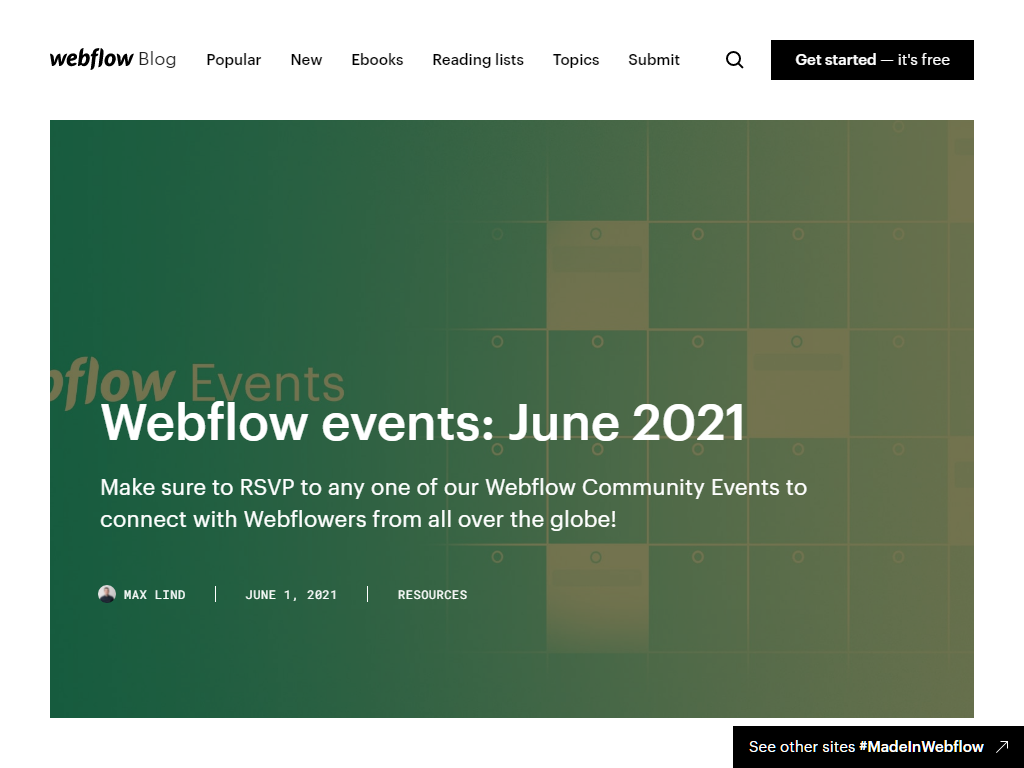 webflow Blog Popular New Ebooks Reading lists Topics Submit Get started — it's free
bflow Events
Webflow events: June 2021
Make sure to RSVP to any one of our Webflow Community Events to
connect with Webflowers from all over the globe!
MAX LIND JUNE 1, 2021 RESOURCES
See other sites #MadeInWebflow